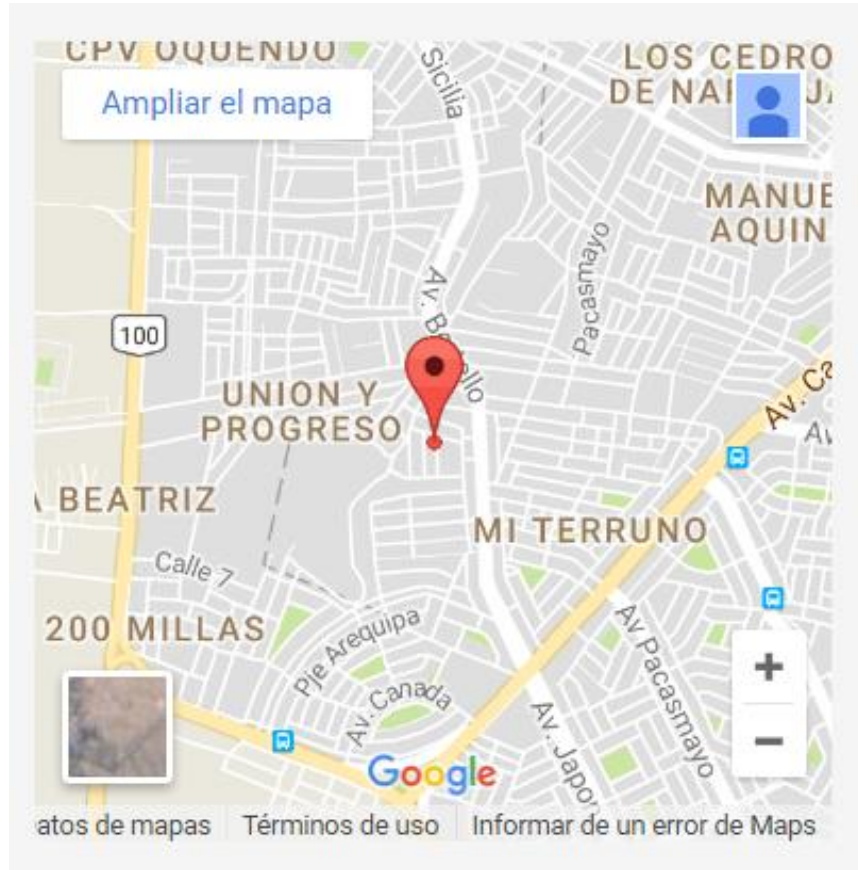 CPV OQUENDO
Sicilia
LOS CEDRO
DE NA
Ampliar el mapa
MANUE
AQUIN
Pacasmayo
Av. B
llo
100
UNION Y
PROGRESO
Av. Ca
Av
A BEATRIZ
MI TERRUNO
Calle 7
200 MILLAS
Pje Arequipa
Av Pacasmayo
Av. Canada
Av. Japo
Google
+
−
atos de mapas
Términos de uso
Informar de un error de Maps